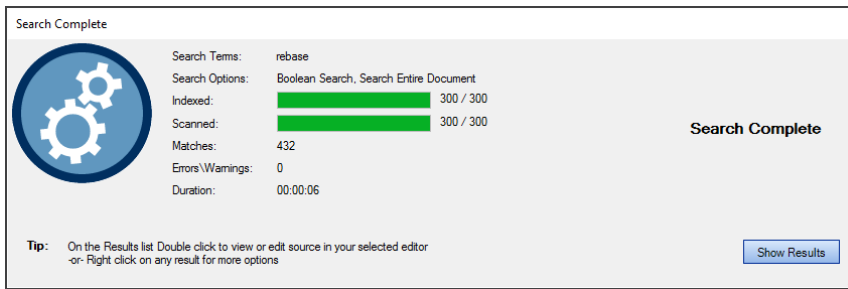 Search Complete
Search Terms: rebase
Search Options: Boolean Search, Search Entire Document
Indexed: 300 / 300
Scanned: 300 / 300
Matches: 432
Errors\Warnings: 0
Duration: 00:00:06
Search Complete
Tip: On the Results list Double click to view or edit source in your selected editor
-or- Right click on any result for more options
Show Results